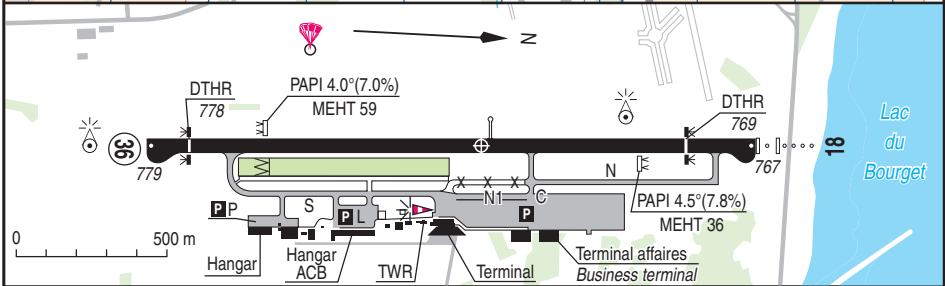 N
DTHR
778
PAPI 4.0°(7.0%)
MEHT 59
DTHR
769
Lac
du
Bourget
36
779
767
18
N
PAPI 4.5°(7.8%)
MEHT 36
N1
C
P
P
S
P
L
P
0
500 m
Hangar
Hangar
ACB
TWR
Terminal
Terminal affaires
Business terminal